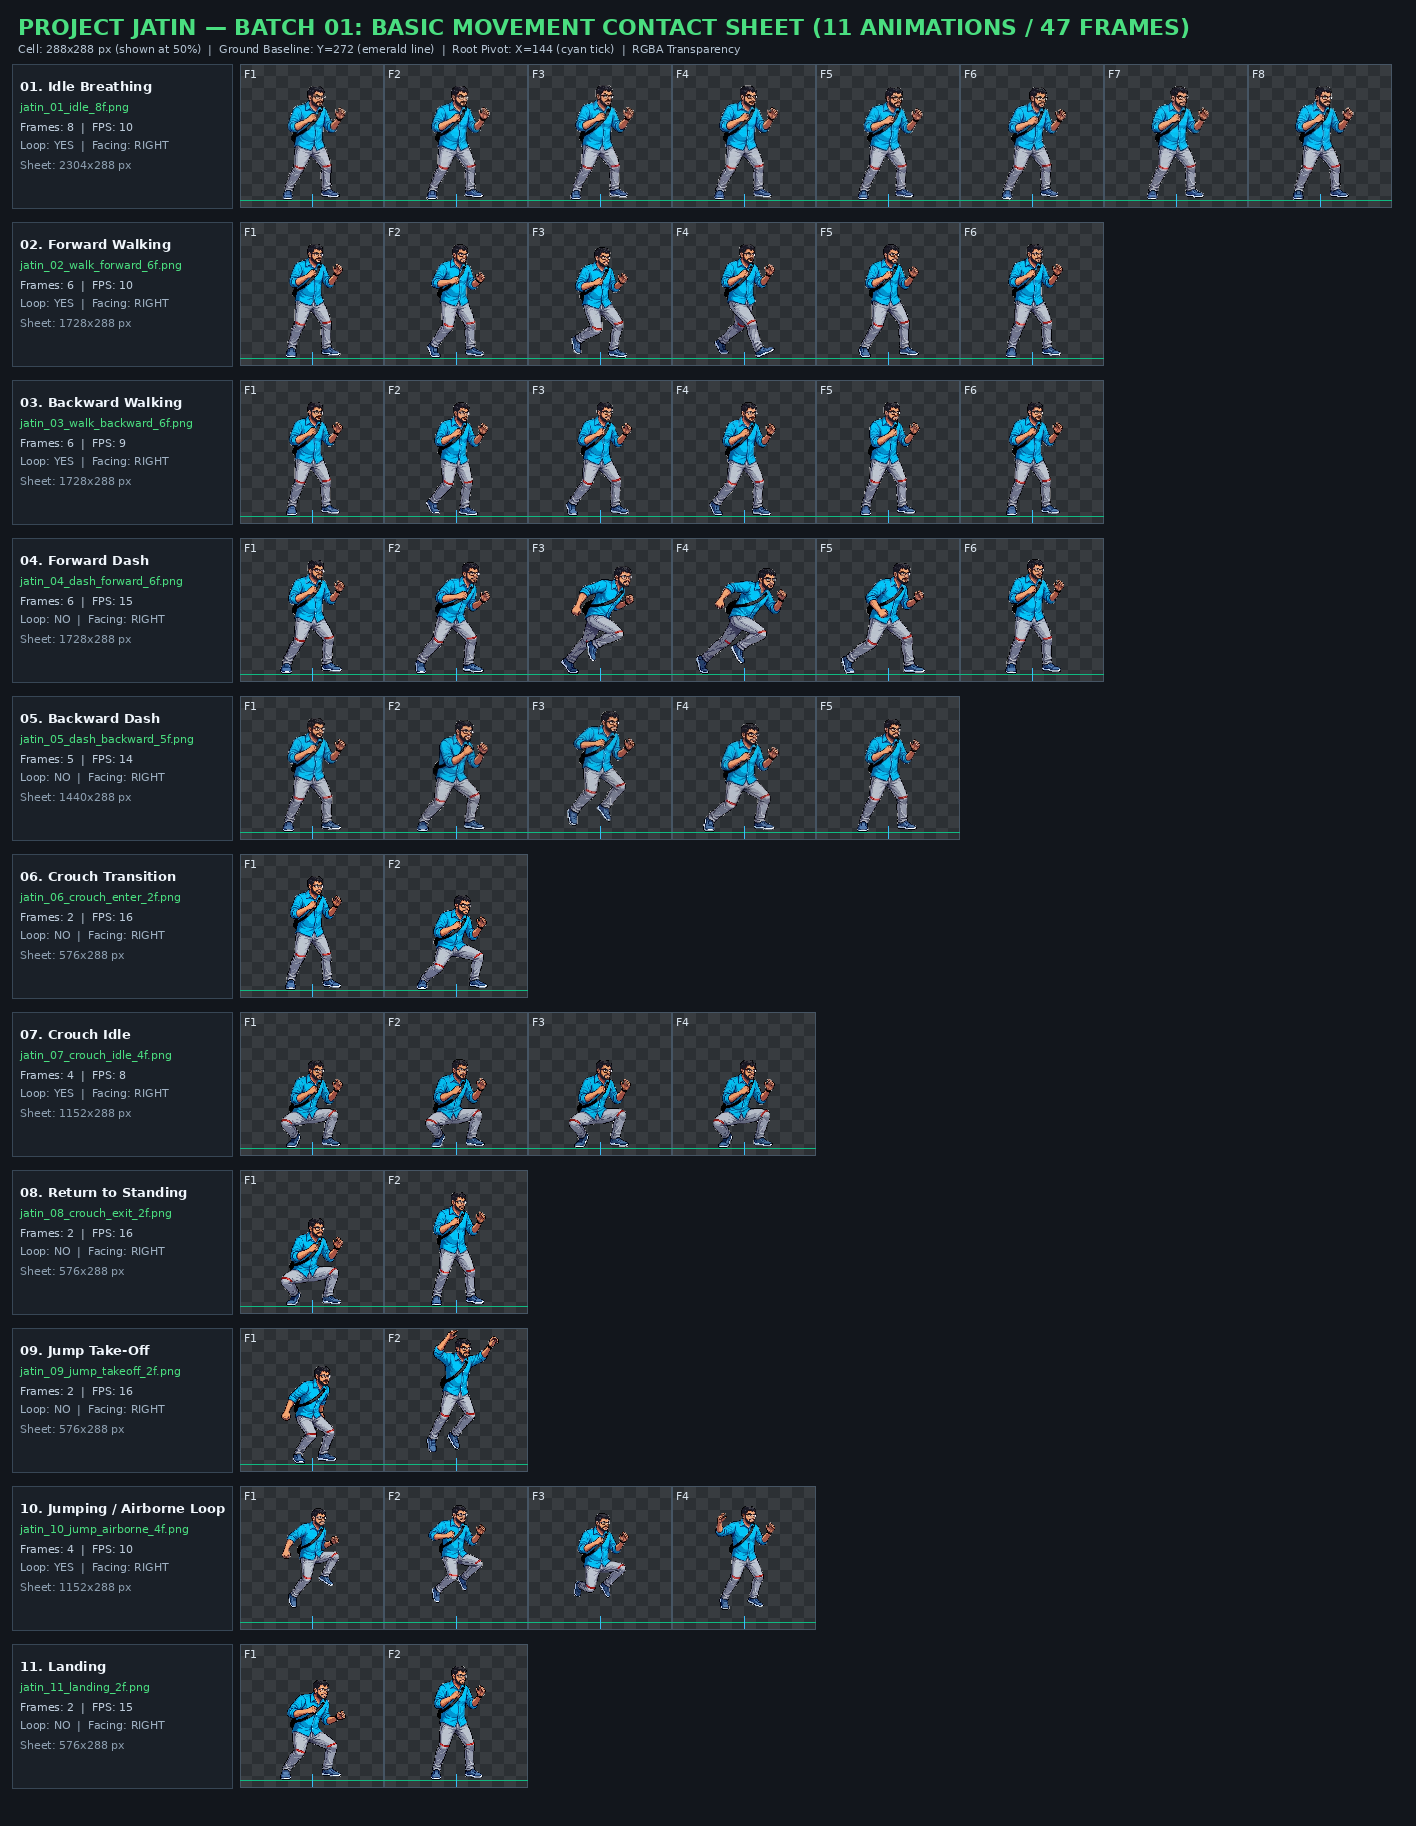 PROJECT JATIN — BATCH 01: BASIC MOVEMENT CONTACT SHEET (11 ANIMATIONS / 47 FRAMES)
Cell: 288x288 px (shown at 50%) | Ground Baseline: Y=272 (emerald line) | Root Pivot: X=144 (cyan tick) | RGBA Transparency
F1 F2 F3 F4 F5 F6 F7 F8
01. Idle Breathing
jatin_01_idle_8f.png
Frames: 8 | FPS: 10
Loop: YES | Facing: RIGHT
Sheet: 2304x288 px
F1 F2 F3 F4 F5 F6
02. Forward Walking
jatin_02_walk_forward_6f.png
Frames: 6 | FPS: 10
Loop: YES | Facing: RIGHT
Sheet: 1728x288 px
F1 F2 F3 F4 F5 F6
03. Backward Walking
jatin_03_walk_backward_6f.png
Frames: 6 | FPS: 9
Loop: YES | Facing: RIGHT
Sheet: 1728x288 px
F1 F2 F3 F4 F5 F6
04. Forward Dash
jatin_04_dash_forward_6f.png
Frames: 6 | FPS: 15
Loop: NO | Facing: RIGHT
Sheet: 1728x288 px
F1 F2 F3 F4 F5
05. Backward Dash
jatin_05_dash_backward_5f.png
Frames: 5 | FPS: 14
Loop: NO | Facing: RIGHT
Sheet: 1440x288 px
F1 F2
06. Crouch Transition
jatin_06_crouch_enter_2f.png
Frames: 2 | FPS: 16
Loop: NO | Facing: RIGHT
Sheet: 576x288 px
F1 F2 F3 F4
07. Crouch Idle
jatin_07_crouch_idle_4f.png
Frames: 4 | FPS: 8
Loop: YES | Facing: RIGHT
Sheet: 1152x288 px
F1 F2
08. Return to Standing
jatin_08_crouch_exit_2f.png
Frames: 2 | FPS: 16
Loop: NO | Facing: RIGHT
Sheet: 576x288 px
F1 F2
09. Jump Take-Off
jatin_09_jump_takeoff_2f.png
Frames: 2 | FPS: 16
Loop: NO | Facing: RIGHT
Sheet: 576x288 px
F1 F2 F3 F4
10. Jumping / Airborne Loop
jatin_10_jump_airborne_4f.png
Frames: 4 | FPS: 10
Loop: YES | Facing: RIGHT
Sheet: 1152x288 px
F1 F2
11. Landing
jatin_11_landing_2f.png
Frames: 2 | FPS: 15
Loop: NO | Facing: RIGHT
Sheet: 576x288 px